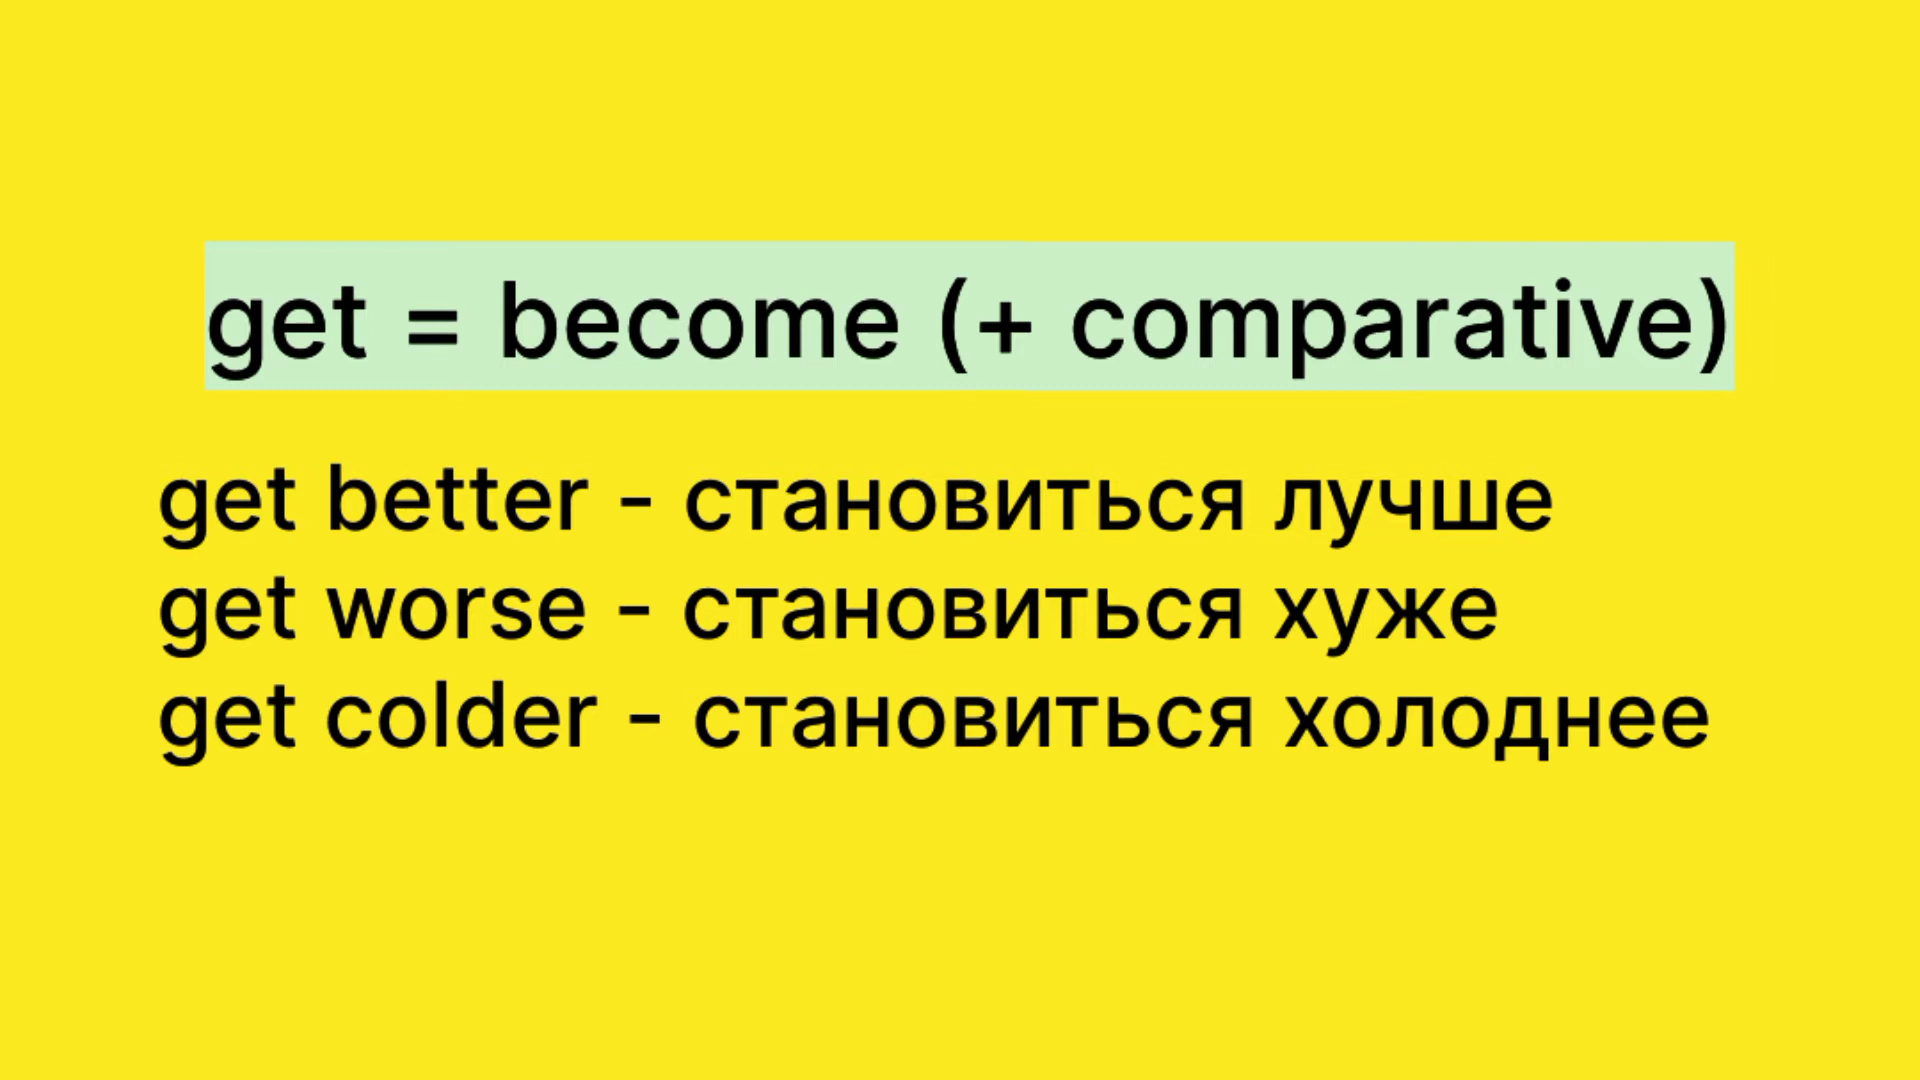 get = become (+ comparative)
get better - становиться лучше
get worse - становиться хуже
get colder - становиться холоднее